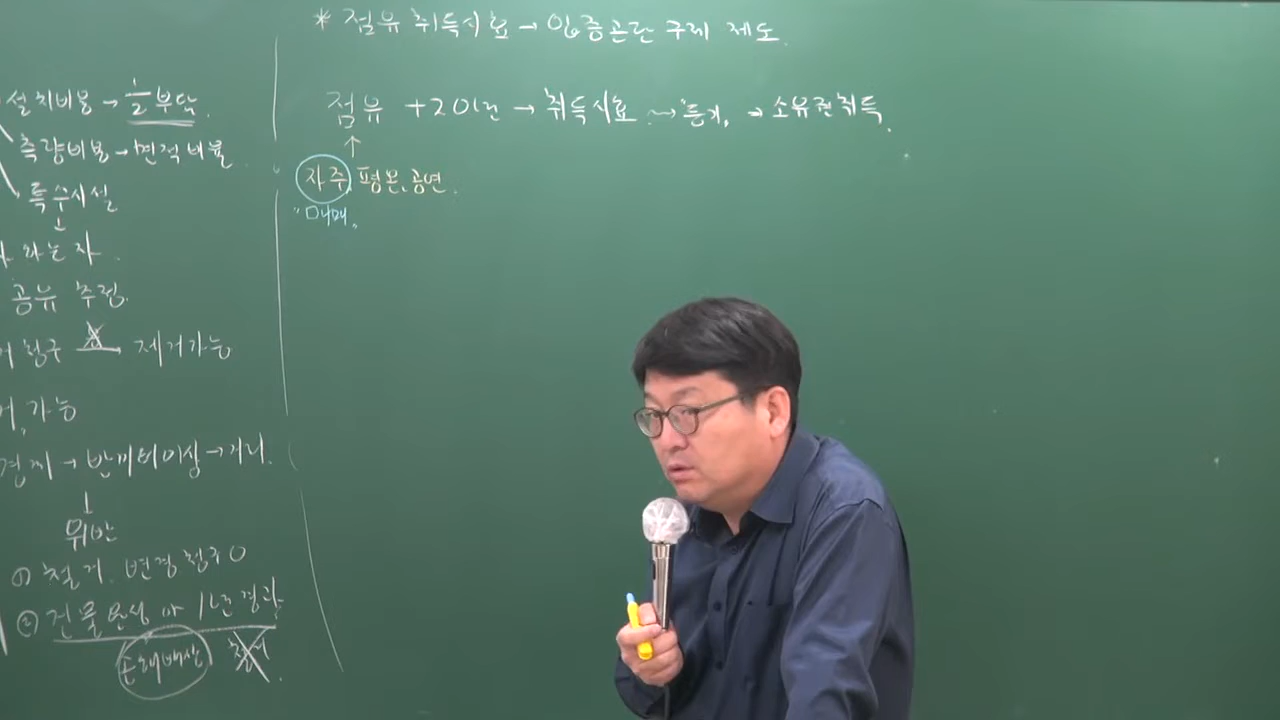 * 점유 취득시효 → 입증곤란 구제 제도.
점유 +20년 → 취득시효 → 등기, → 소유권취득.
↑
자주, 평온, 공연.
"매매"
설치비용 → 1/2 부담.
측량비용 → 면적비율.
특수시설
라는 자.
공유 추정.
청구 → 제거가능
가능
경계 → 반미터이상 → 거리.
위반
① 철거, 변경 청구 O
② 건물완성 or 1년 경과
손해배상